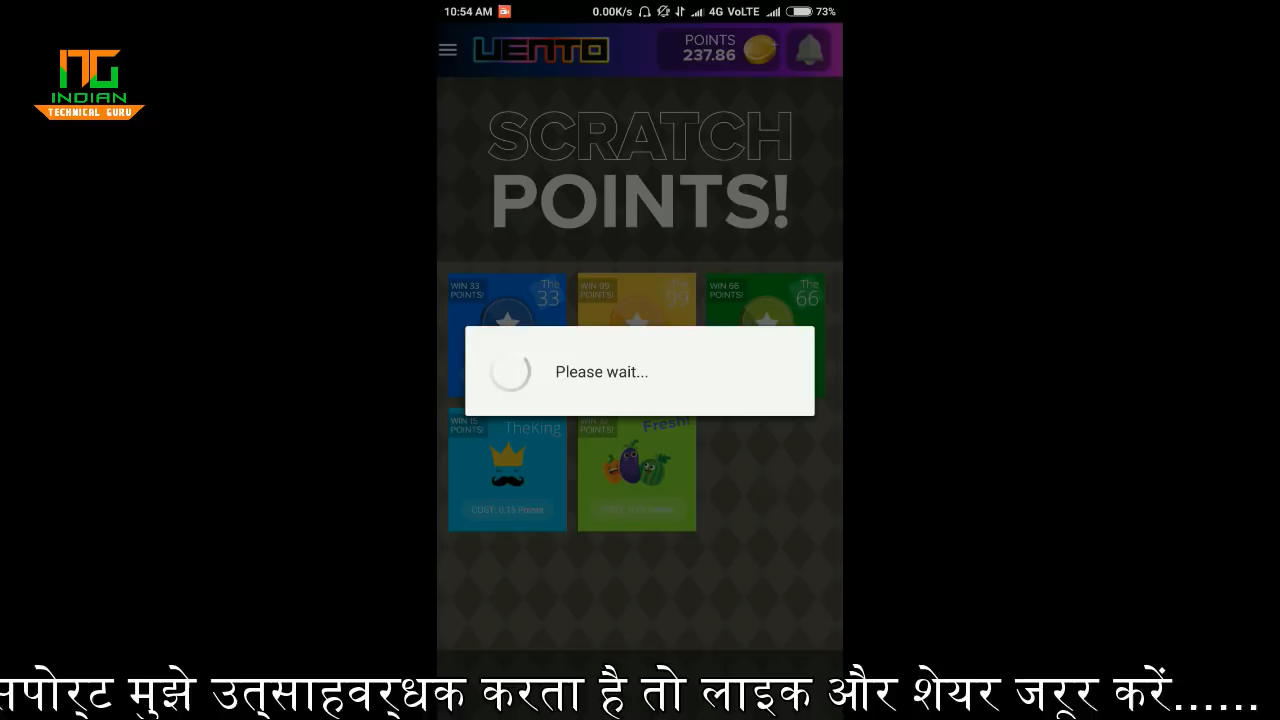 10:54 AM 0.00K/s 4G VoLTE 73%
ITG
INDIAN
TECHNICAL GURU
VENTO
POINTS
237.86
SCRATCH
POINTS!
WIN 33
POINTS!
The
33
WIN 99
POINTS!
The
99
WIN 66
POINTS!
The
66
Please wait...
WIN 15
POINTS!
TheKing
POINTS!
Fresh!
COST: 0.15 Points
सपोर्ट मुझे उत्साहवर्धक करता है तो लाइक और शेयर जरूर करें......